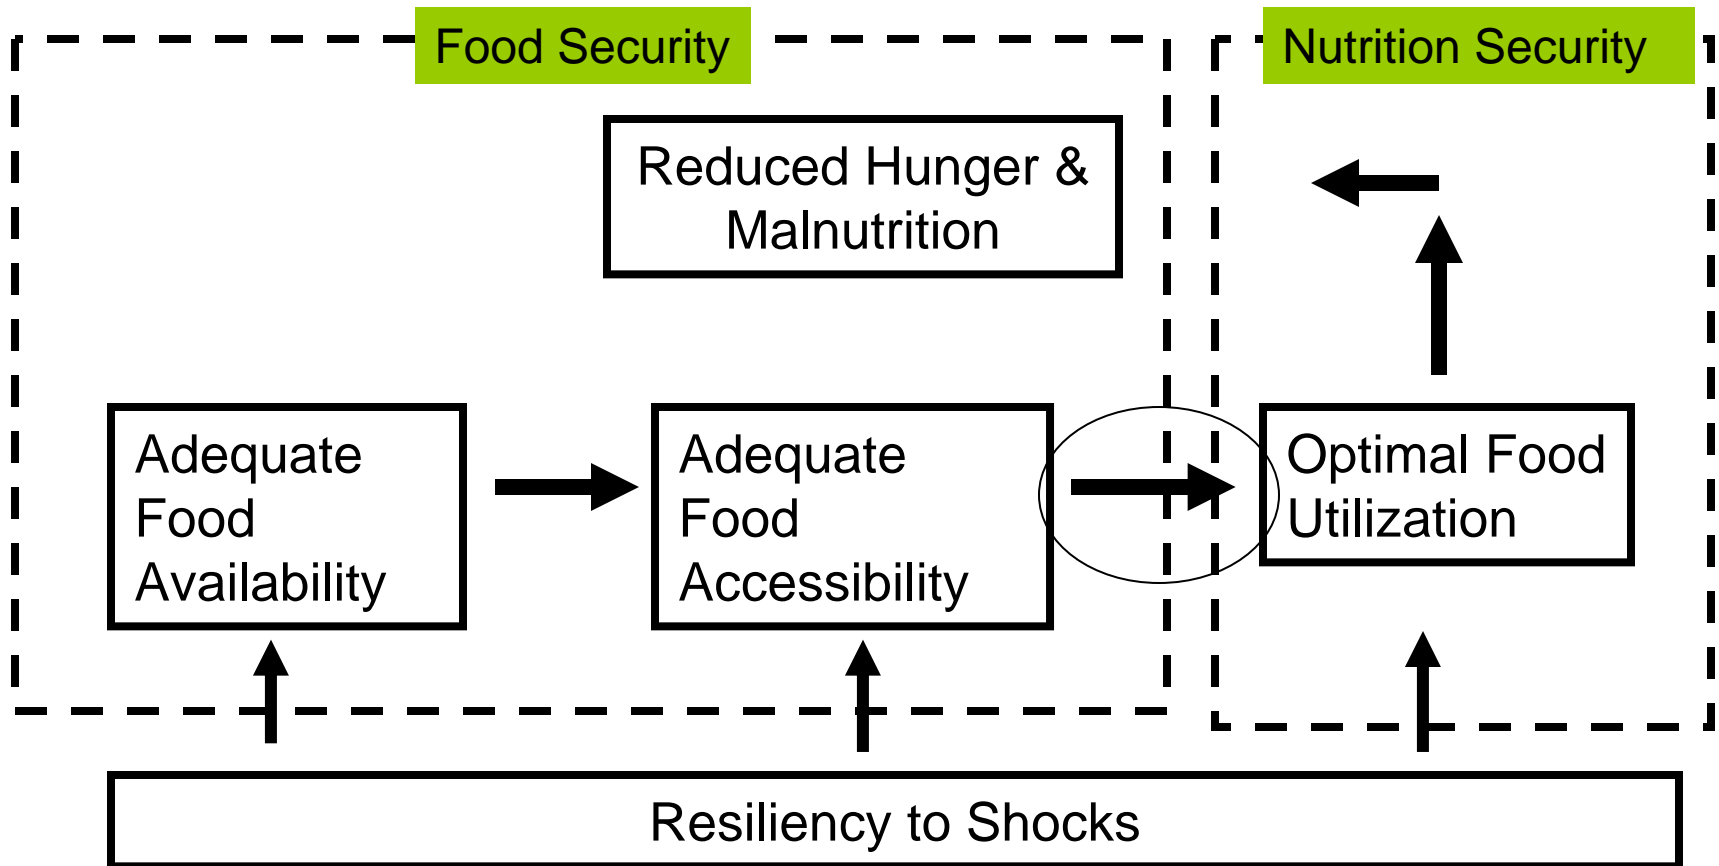 Food Security
Nutrition Security
Reduced Hunger &
Malnutrition
Adequate
Food
Availability
Adequate
Food
Accessibility
Optimal Food
Utilization
Resiliency to Shocks